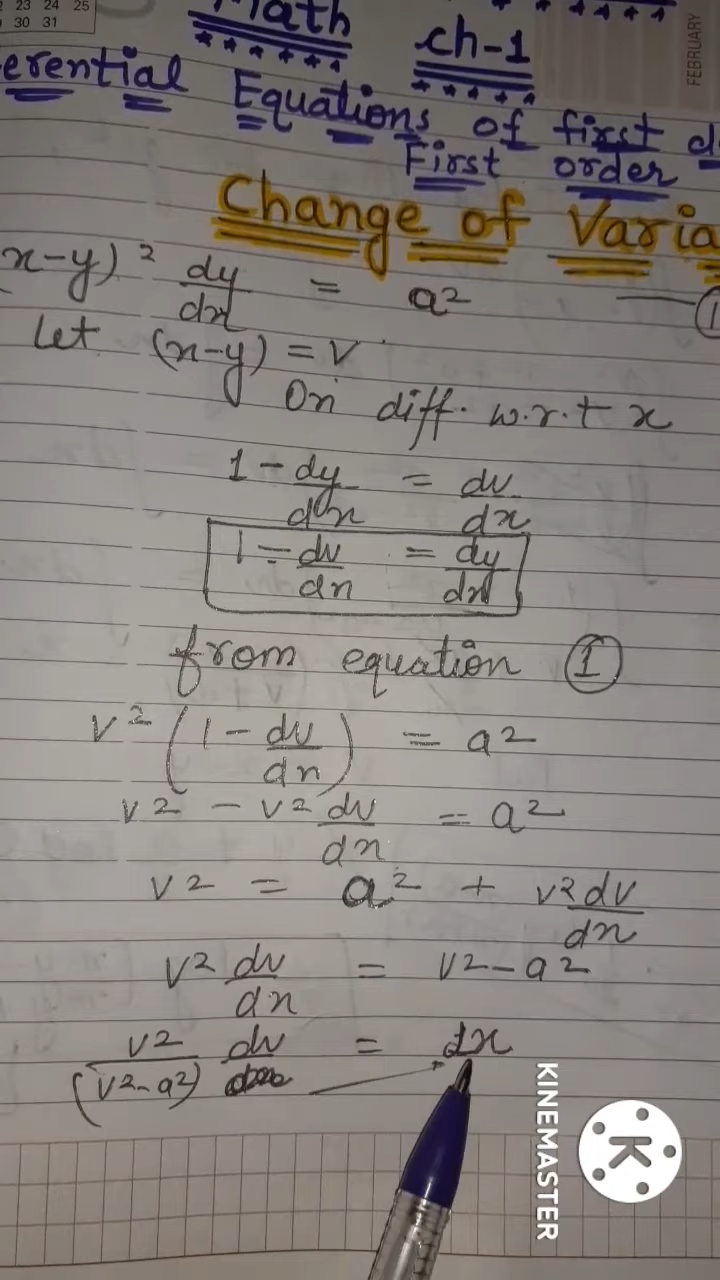 23 24 25
30 31
Math ch-1
FEBRUARY
erential Equations of first d
First order
Change of Varia
(x-y)² dy/dx = a² — ①
Let (x-y) = v
On diff. w.r.t x
1 - dy/dx = dv/dx
1 - dv/dx = dy/dx
from equation ①
v² (1 - dv/dx) = a²
v² - v² dv/dx = a²
v² = a² + v² dv/dx
v² dv/dx = v² - a²
v²/(v²-a²) dv = dx
KINEMASTER